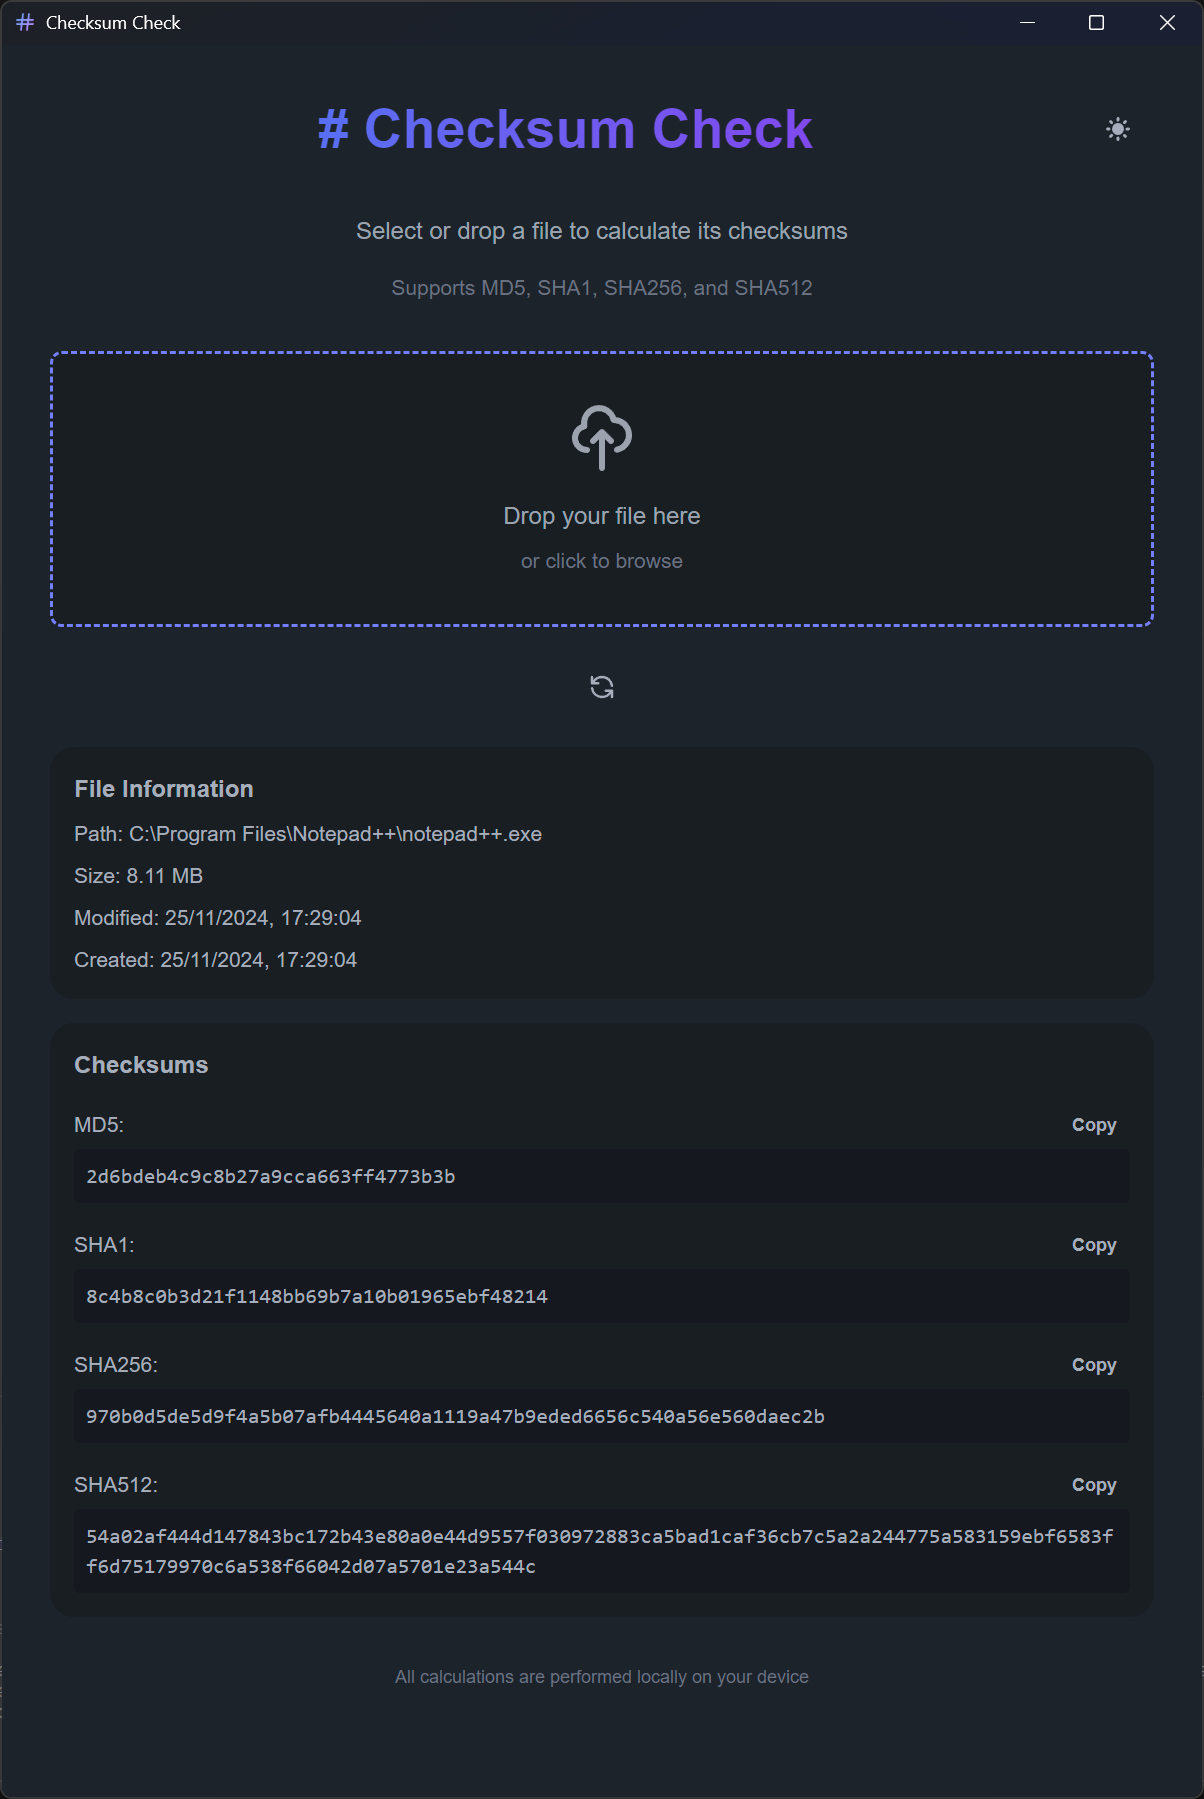 # Checksum Check
# Checksum Check
Select or drop a file to calculate its checksums
Supports MD5, SHA1, SHA256, and SHA512
Drop your file here
or click to browse
File Information
Path: C:\Program Files\Notepad++\notepad++.exe
Size: 8.11 MB
Modified: 25/11/2024, 17:29:04
Created: 25/11/2024, 17:29:04
Checksums
MD5: Copy
2d6bdeb4c9c8b27a9cca663ff4773b3b
SHA1: Copy
8c4b8c0b3d21f1148bb69b7a10b01965ebf48214
SHA256: Copy
970b0d5de5d9f4a5b07afb4445640a1119a47b9eded6656c540a56e560daec2b
SHA512: Copy
54a02af444d147843bc172b43e80a0e44d9557f030972883ca5bad1caf36cb7c5a2a244775a583159ebf6583f
f6d75179970c6a538f66042d07a5701e23a544c
All calculations are performed locally on your device